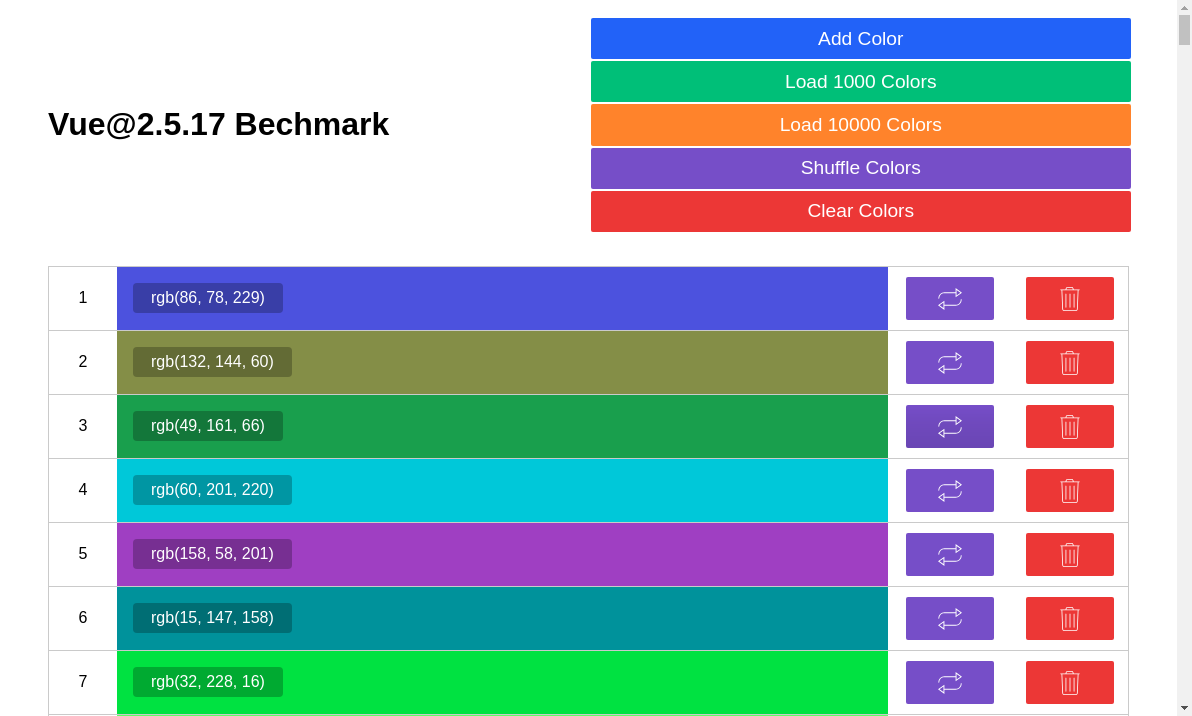 Add Color
Load 1000 Colors
Vue@2.5.17 Bechmark
Load 10000 Colors
Shuffle Colors
Clear Colors
1 rgb(86, 78, 229)
2 rgb(132, 144, 60)
3 rgb(49, 161, 66)
4 rgb(60, 201, 220)
5 rgb(158, 58, 201)
6 rgb(15, 147, 158)
7 rgb(32, 228, 16)